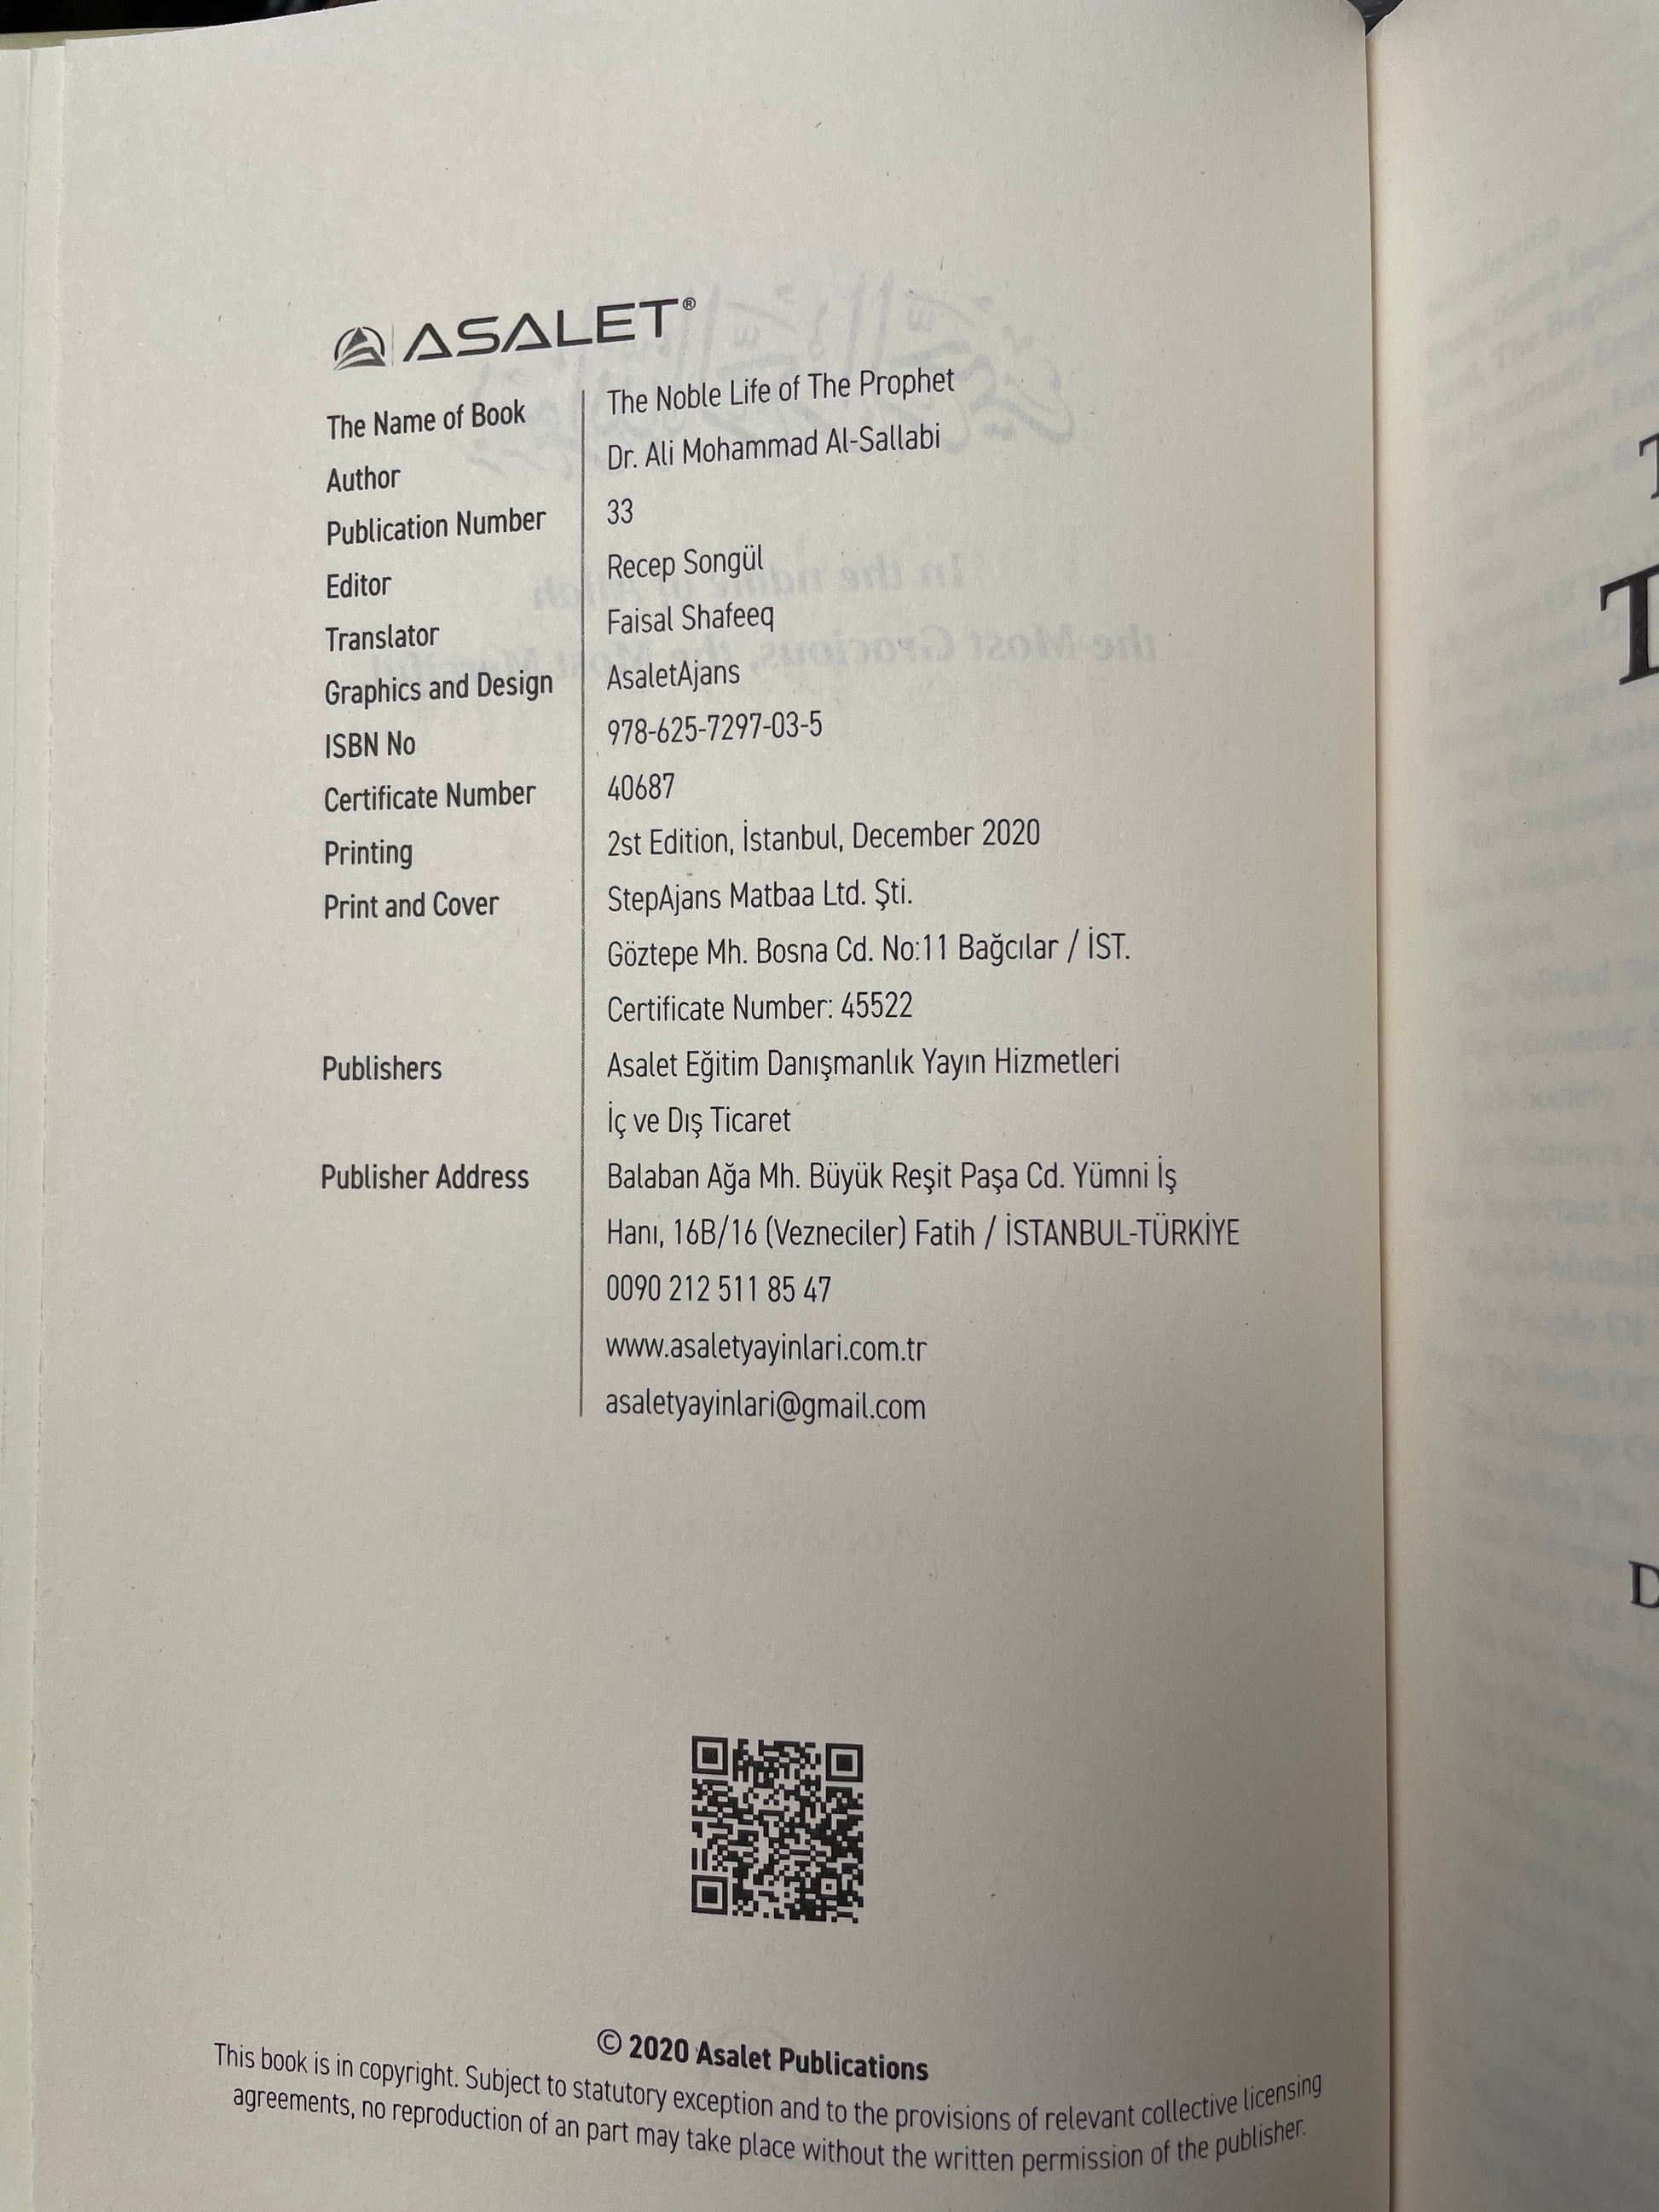 ASALET®
The Name of Book The Noble Life of The Prophet
Author Dr. Ali Mohammad Al-Sallabi
Publication Number 33
Editor Recep Songül
Translator Faisal Shafeeq
Graphics and Design AsaletAjans
ISBN No 978-625-7297-03-5
Certificate Number 40687
Printing 2st Edition, İstanbul, December 2020
Print and Cover StepAjans Matbaa Ltd. Şti.
Göztepe Mh. Bosna Cd. No:11 Bağcılar / İST.
Certificate Number: 45522
Publishers Asalet Eğitim Danışmanlık Yayın Hizmetleri
İç ve Dış Ticaret
Publisher Address Balaban Ağa Mh. Büyük Reşit Paşa Cd. Yümni İş
Hanı, 16B/16 (Vezneciler) Fatih / İSTANBUL-TÜRKİYE
0090 212 511 85 47
www.asaletyayinlari.com.tr
asaletyayinlari@gmail.com
© 2020 Asalet Publications
This book is in copyright. Subject to statutory exception and to the provisions of relevant collective licensing
agreements, no reproduction of an part may take place without the written permission of the publisher.